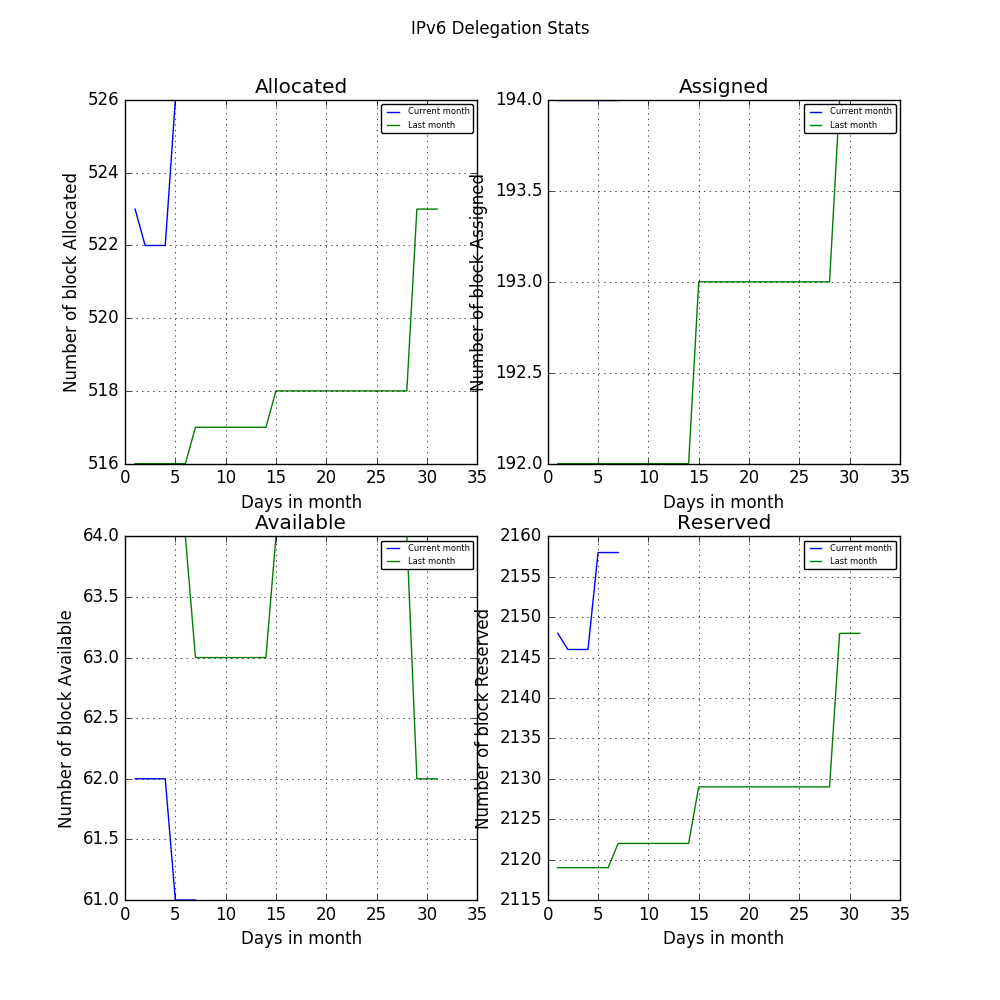 IPv6 Delegation Stats
Allocated
526
524
522
520
518
516
0 5 10 15 20 25 30 35
Number of block Allocated
Days in month
Current month
Last month
Assigned
194.0
193.5
193.0
192.5
192.0
0 5 10 15 20 25 30 35
Number of block Assigned
Days in month
Current month
Last month
Available
64.0
63.5
63.0
62.5
62.0
61.5
61.0
0 5 10 15 20 25 30 35
Number of block Available
Days in month
Current month
Last month
Reserved
2160
2155
2150
2145
2140
2135
2130
2125
2120
2115
0 5 10 15 20 25 30 35
Number of block Reserved
Days in month
Current month
Last month